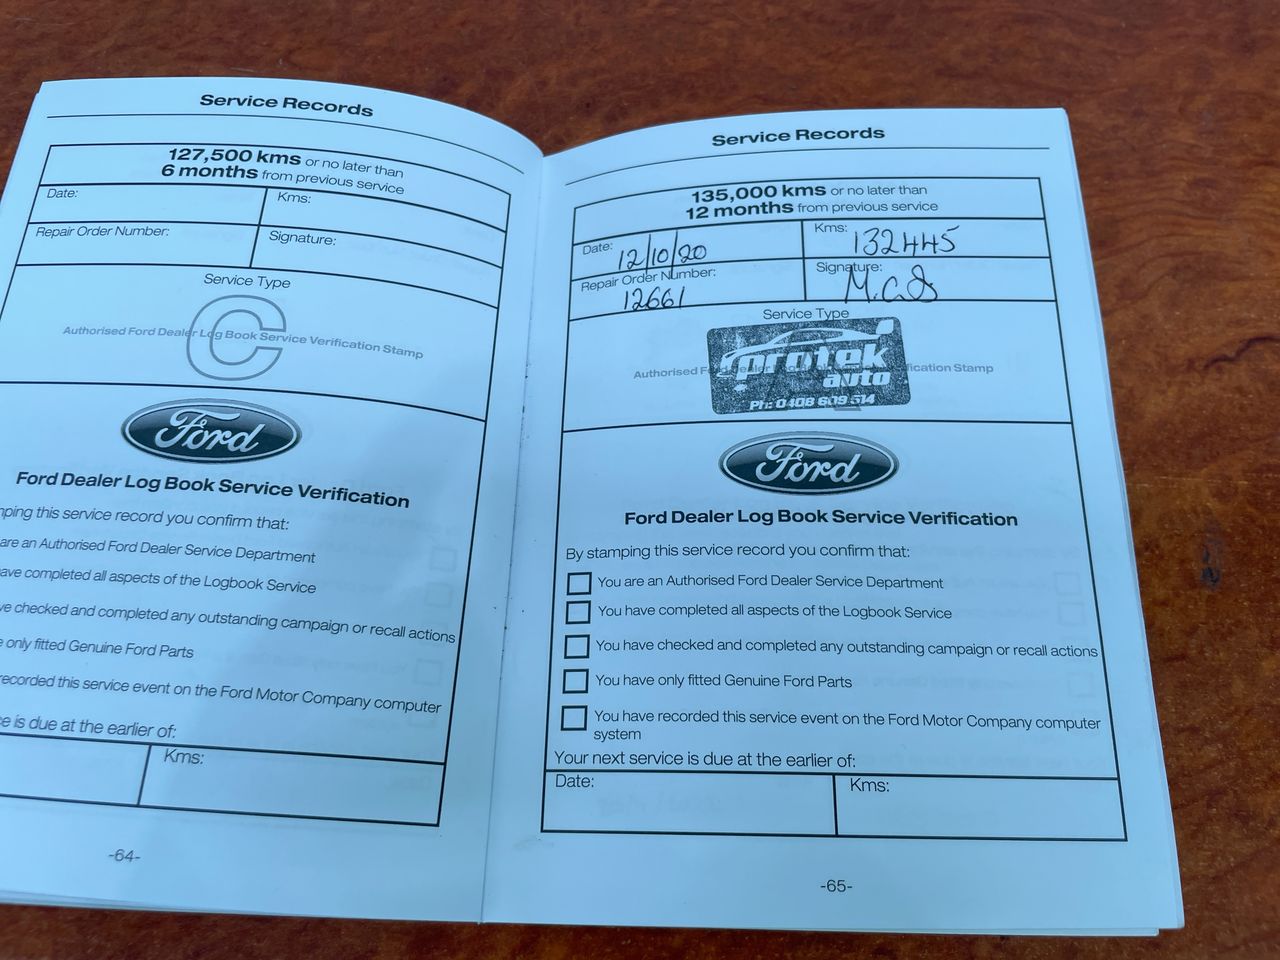 Service Records
127,500 kms or no later than
6 months from previous service
Date:
Kms:
Repair Order Number:
Signature:
Service Type
C
Authorised Ford Dealer Log Book Service Verification Stamp
Ford
Ford Dealer Log Book Service Verification
this service record you confirm that:
are an Authorised Ford Dealer Service Department
completed all aspects of the Logbook Service
checked and completed any outstanding campaign or recall actions
only fitted Genuine Ford Parts
recorded this service event on the Ford Motor Company computer
is due at the earlier of:
Kms:
-64-
Service Records
135,000 kms or no later than
12 months from previous service
Date: 12/10/20
Kms: 132445
Repair Order Number: 12661
Signature:
Service Type
Authorised
Stamp
protek
auto
Ph: 0408 609 514
Ford
Ford Dealer Log Book Service Verification
By stamping this service record you confirm that:
You are an Authorised Ford Dealer Service Department
You have completed all aspects of the Logbook Service
You have checked and completed any outstanding campaign or recall actions
You have only fitted Genuine Ford Parts
You have recorded this service event on the Ford Motor Company computer
system
Your next service is due at the earlier of:
Date:
Kms:
-65-